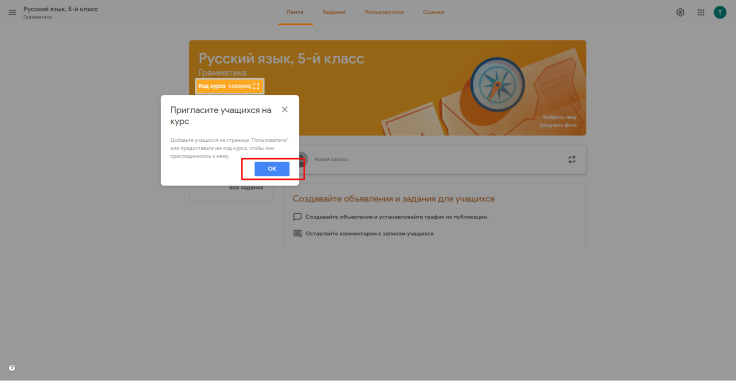 Русский язык, 5-й класс
Грамматика
Лента Задания Пользователи Оценки
T
Русский язык, 5-й класс
Грамматика
Код курса
Выбрать тему
Загрузить фото
Пригласите учащихся на
курс
Добавьте учащихся на странице "Пользователи"
или предоставьте им код курса, чтобы они
присоединились к нему.
ОК
Новая запись
Все задания
Создавайте объявления и задания для учащихся
Создавайте объявления и устанавливайте график их публикации.
Оставляйте комментарии к записям учащихся.
?